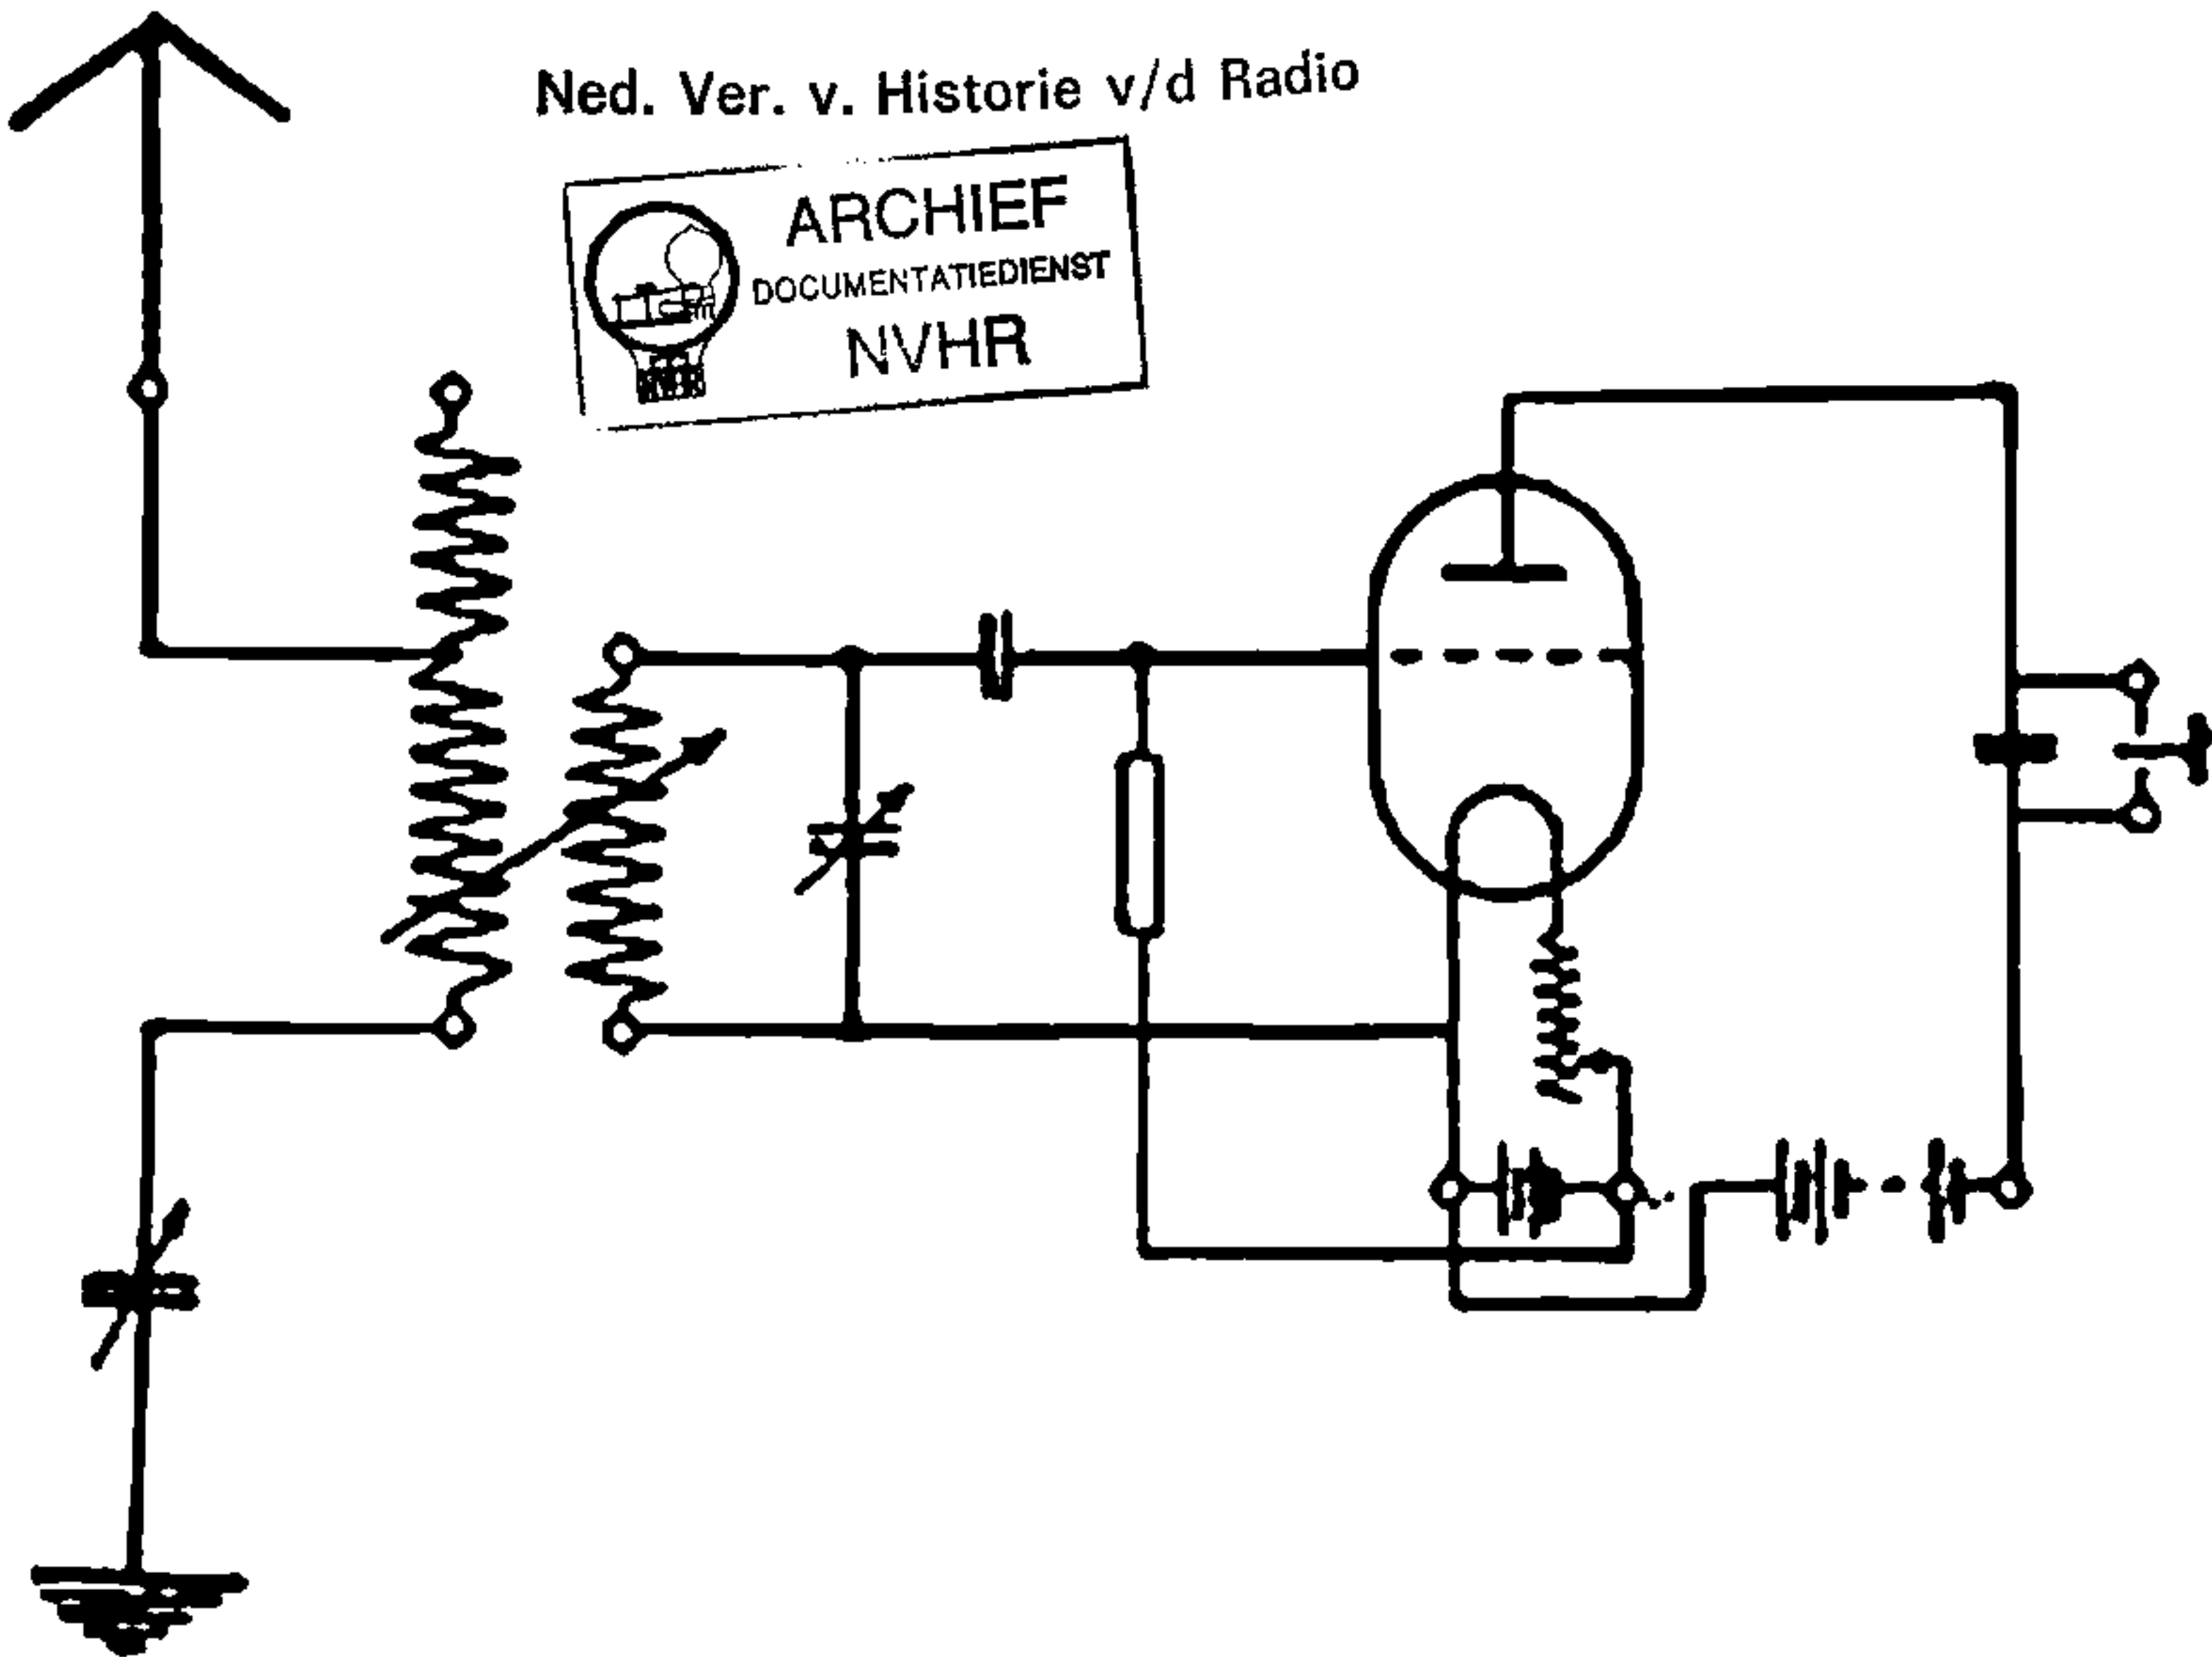 Ned. Ver. v. Historie v/d Radio
ARCHIEF
DOCUMENTATIEDIENST
NVHR